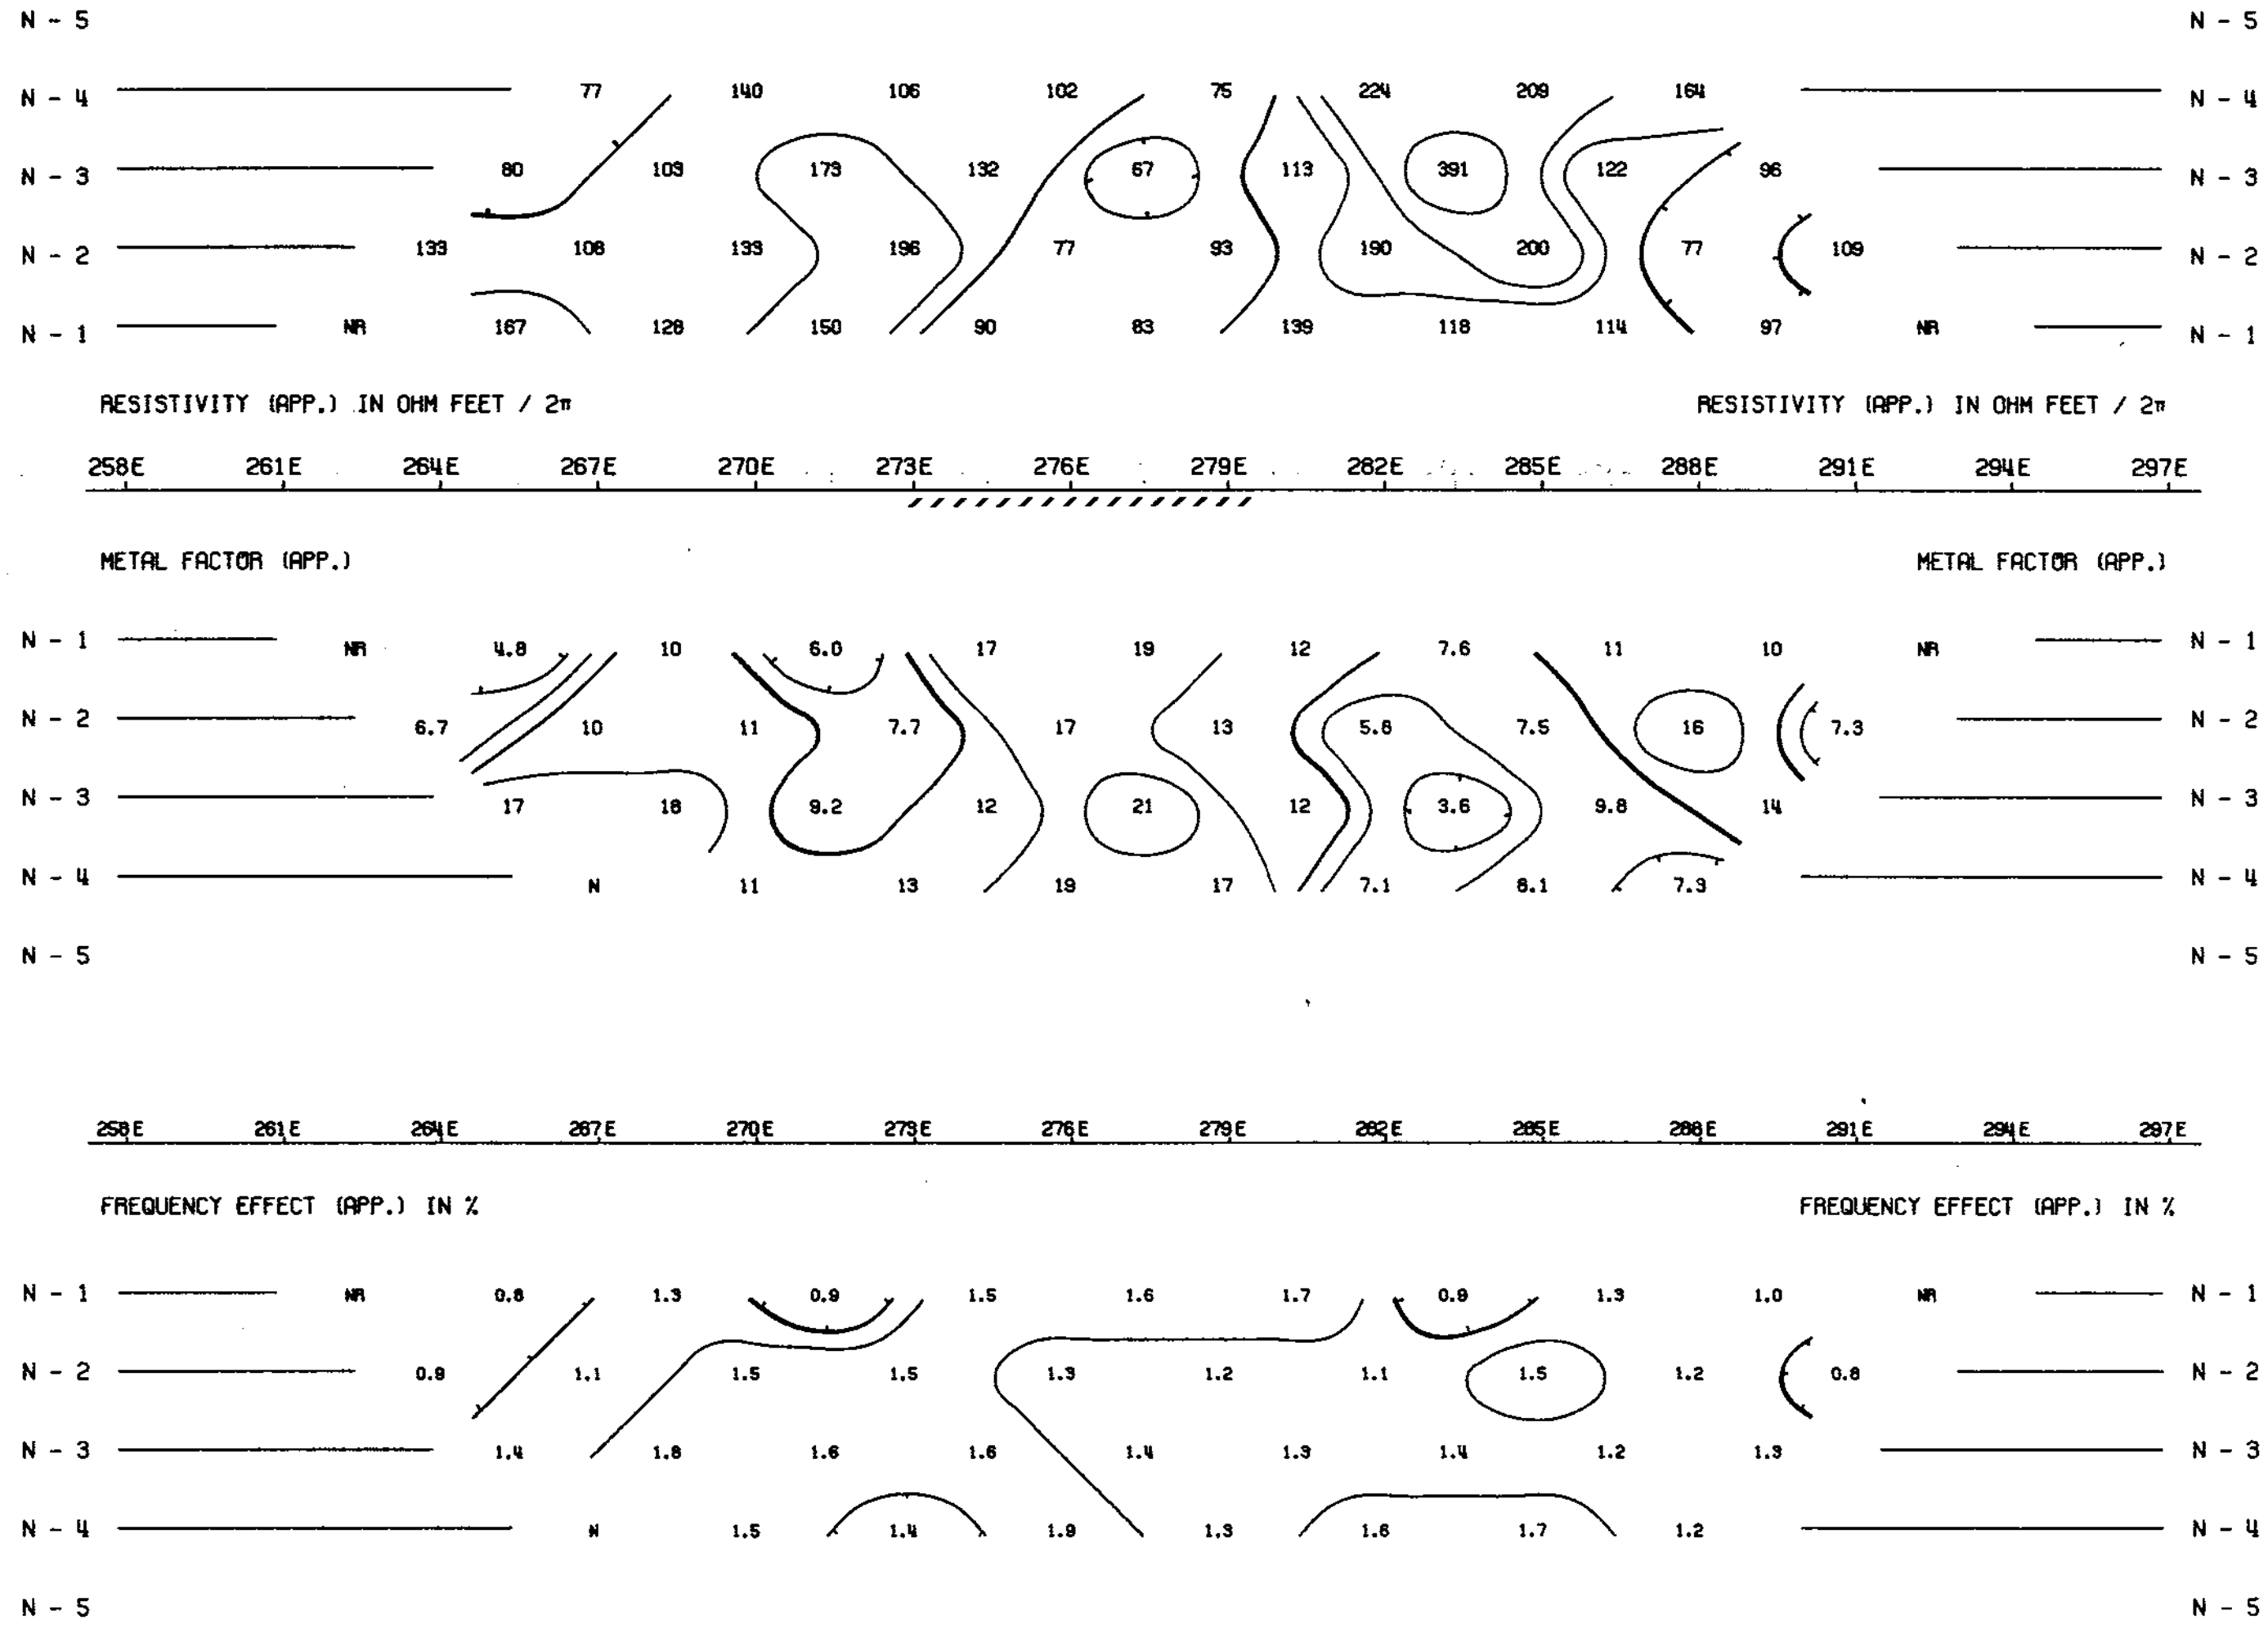 N - 5 N - 5
N - 4 77 140 106 102 75 224 209 164 N - 4
N - 3 80 103 173 132 67 113 391 122 96 N - 3
N - 2 133 108 133 196 77 93 190 200 77 109 N - 2
N - 1 NR 167 128 150 90 83 139 118 114 97 NR N - 1
RESISTIVITY (APP.) IN OHM FEET / 2π RESISTIVITY (APP.) IN OHM FEET / 2π
258E 261E 264E 267E 270E 273E 276E 279E 282E 285E 288E 291E 294E 297E
METAL FACTOR (APP.) METAL FACTOR (APP.)
N - 1 NR 4.8 10 6.0 17 19 12 7.6 11 10 NR N - 1
N - 2 6.7 10 11 7.7 17 13 5.8 7.5 16 7.3 N - 2
N - 3 17 18 9.2 12 21 12 3.6 9.8 14 N - 3
N - 4 N 11 13 19 17 7.1 8.1 7.3 N - 4
N - 5 N - 5
258E 261E 264E 267E 270E 273E 276E 279E 282E 285E 288E 291E 294E 297E
FREQUENCY EFFECT (APP.) IN % FREQUENCY EFFECT (APP.) IN %
N - 1 NR 0.8 1.3 0.9 1.5 1.6 1.7 0.9 1.3 1.0 NR N - 1
N - 2 0.9 1.1 1.5 1.5 1.3 1.2 1.1 1.5 1.2 0.8 N - 2
N - 3 1.4 1.8 1.6 1.6 1.4 1.3 1.4 1.2 1.3 N - 3
N - 4 N 1.5 1.4 1.9 1.3 1.6 1.7 1.2 N - 4
N - 5 N - 5